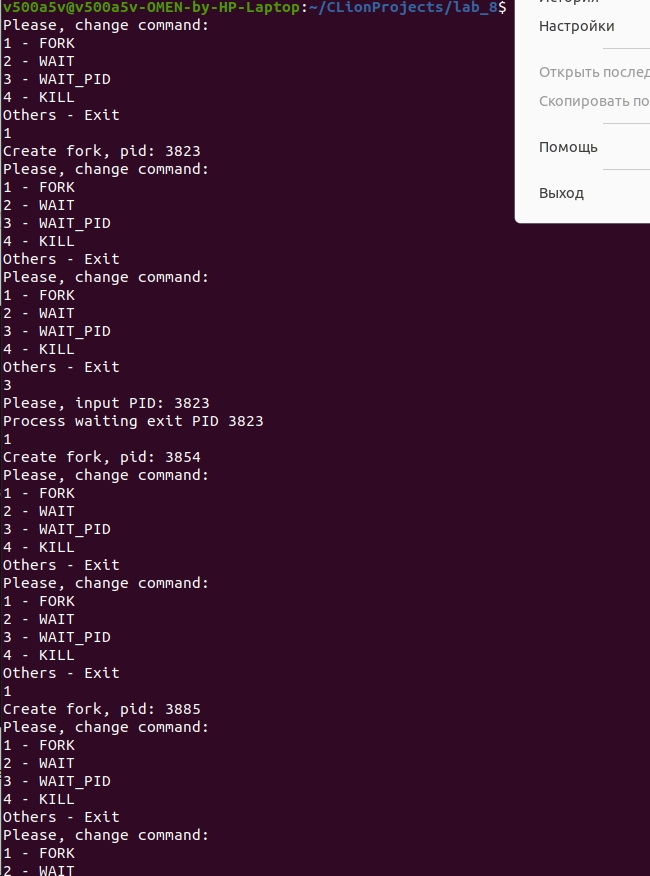 v500a5v@v500a5v-OMEN-by-HP-Laptop:~/CLionProjects/lab_8$
Please, change command:
1 - FORK
2 - WAIT
3 - WAIT_PID
4 - KILL
Others - Exit
1
Create fork, pid: 3823
Please, change command:
1 - FORK
2 - WAIT
3 - WAIT_PID
4 - KILL
Others - Exit
Please, change command:
1 - FORK
2 - WAIT
3 - WAIT_PID
4 - KILL
Others - Exit
3
Please, input PID: 3823
Process waiting exit PID 3823
1
Create fork, pid: 3854
Please, change command:
1 - FORK
2 - WAIT
3 - WAIT_PID
4 - KILL
Others - Exit
Please, change command:
1 - FORK
2 - WAIT
3 - WAIT_PID
4 - KILL
Others - Exit
1
Create fork, pid: 3885
Please, change command:
1 - FORK
2 - WAIT
3 - WAIT_PID
4 - KILL
Others - Exit
Please, change command:
1 - FORK
2 - WAIT
Настройки
Открыть послед
Скопировать по
Помощь
Выход